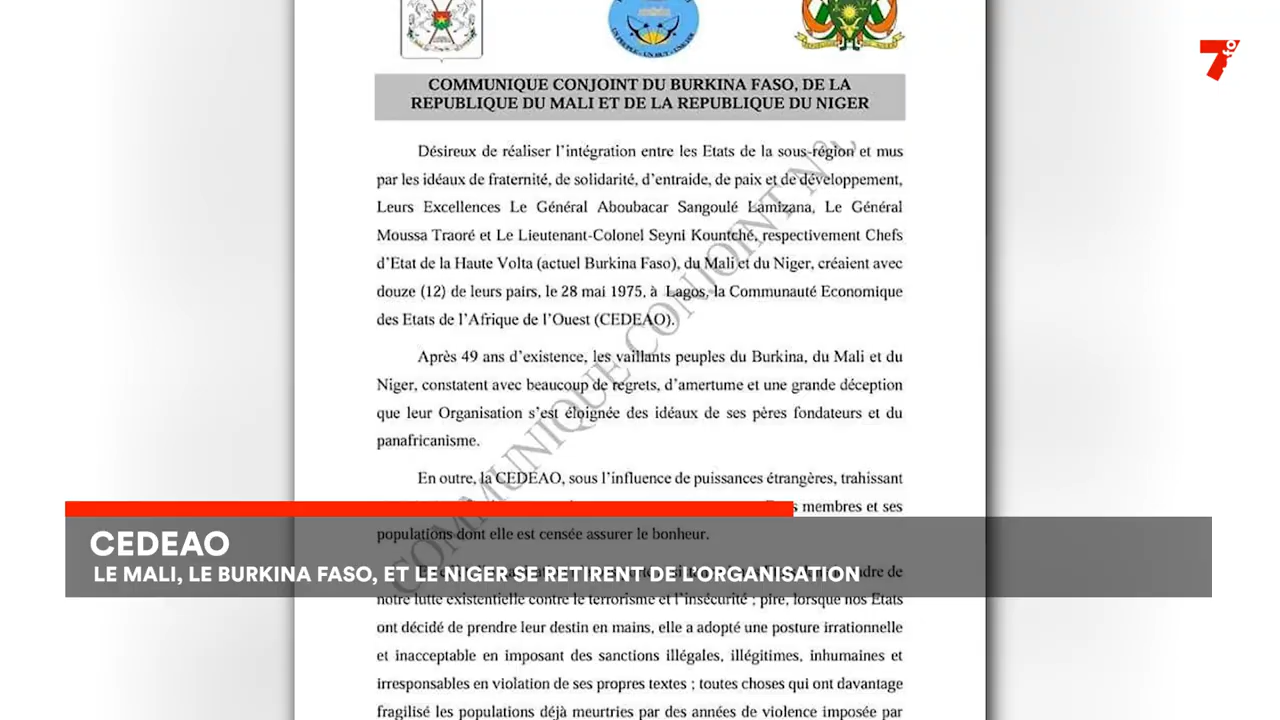 UN PEUPLE - UN BUT - UNE FOI
7
fo
COMMUNIQUE CONJOINT DU BURKINA FASO, DE LA
REPUBLIQUE DU MALI ET DE LA REPUBLIQUE DU NIGER
Désireux de réaliser l'intégration entre les Etats de la sous-région et mus
par les idéaux de fraternité, de solidarité, d'entraide, de paix et de développement,
Leurs Excellences Le Général Aboubacar Sangoulé Lamizana, Le Général
Moussa Traoré et Le Lieutenant-Colonel Seyni Kountché, respectivement Chefs
d'Etat de la Haute Volta (actuel Burkina Faso), du Mali et du Niger, créaient avec
douze (12) de leurs pairs, le 28 mai 1975, à Lagos, la Communauté Economique
des Etats de l'Afrique de l'Ouest (CEDEAO).
Après 49 ans d'existence, les vaillants peuples du Burkina, du Mali et du
Niger, constatent avec beaucoup de regrets, d'amertume et une grande déception
que leur Organisation s'est éloignée des idéaux de ses pères fondateurs et du
panafricanisme.
En outre, la CEDEAO, sous l'influence de puissances étrangères, trahissant
membres et ses
populations dont elle est censée assurer le bonheur.
CEDEAO
LE MALI, LE BURKINA FASO, ET LE NIGER SE RETIRENT DE L'ORGANISATION
de
notre lutte existentielle contre le terrorisme et l'insécurité ; pire, lorsque nos Etats
ont décidé de prendre leur destin en mains, elle a adopté une posture irrationnelle
et inacceptable en imposant des sanctions illégales, illégitimes, inhumaines et
irresponsables en violation de ses propres textes ; toutes choses qui ont davantage
fragilisé les populations déjà meurtries par des années de violence imposée par
COMMUNIQUE CONJOINT N°